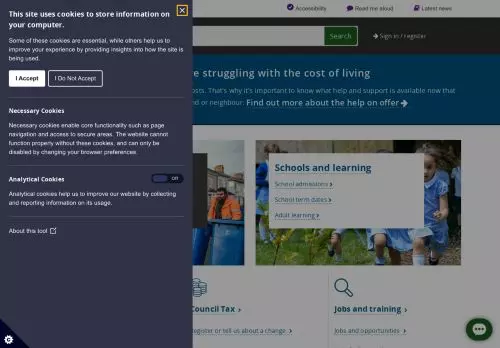 This site uses cookies to store information on
your computer.
Some of these cookies are essential, while others help us to
improve your experience by providing insights into how the site is
being used.
I Accept
I Do Not Accept
Necessary Cookies
Necessary cookies enable core functionality such as page
navigation and access to secure areas. The website cannot
function properly without these cookies, and can only be
disabled by changing your browser preferences.
Analytical Cookies
Off
Analytical cookies help us to improve our website by collecting
and reporting information on its usage.
About this tool
Accessibility
Read me aloud
Latest news
Search
Sign in / register
re struggling with the cost of living
osts. That's why it's important to know what help and support is available now that
nd or neighbour. Find out more about the help on offer
Schools and learning
School admissions
School term dates
Adult learning
Council Tax
Register or tell us about a change
Jobs and training
Jobs and opportunities